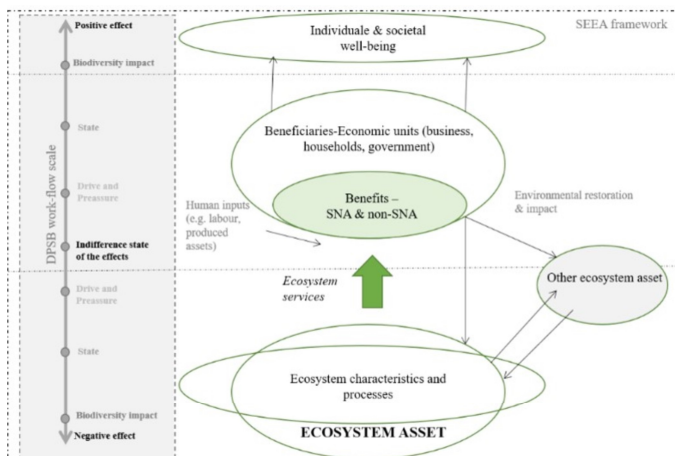 Positive effect
Biodiversity impact
State
Drive and
Preassure
Indifference state
of the effects
Drive and
Preassure
State
Biodiversity impact
Negative effect
DPSB work-flow scale
SEEA framework
Individuale & societal
well-being
Beneficiaries-Economic units (business,
households, government)
Benefits –
SNA & non-SNA
Human inputs
(e.g. labour,
produced
assets)
Environmental restoration
& impact
Ecosystem
services
Other ecosystem asset
Ecosystem characteristics and
processes
ECOSYSTEM ASSET